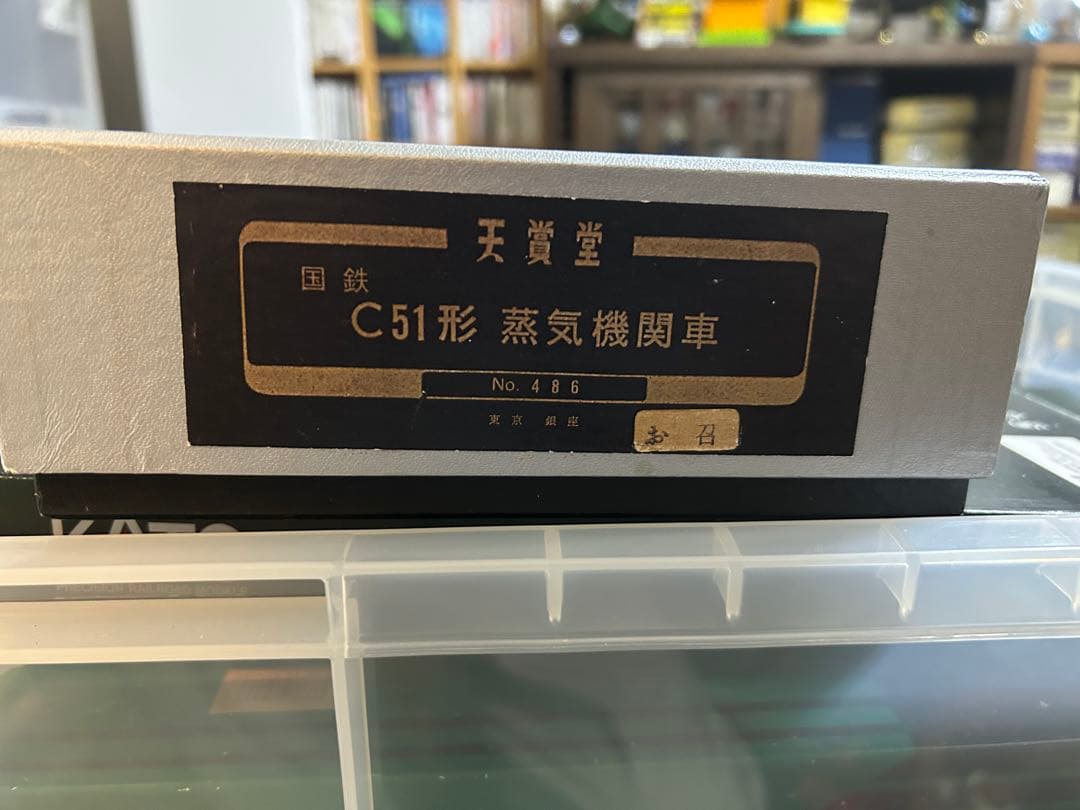 天賞堂
国鉄
C51形 蒸気機関車
No. 486
東京 銀座
お召
KATO